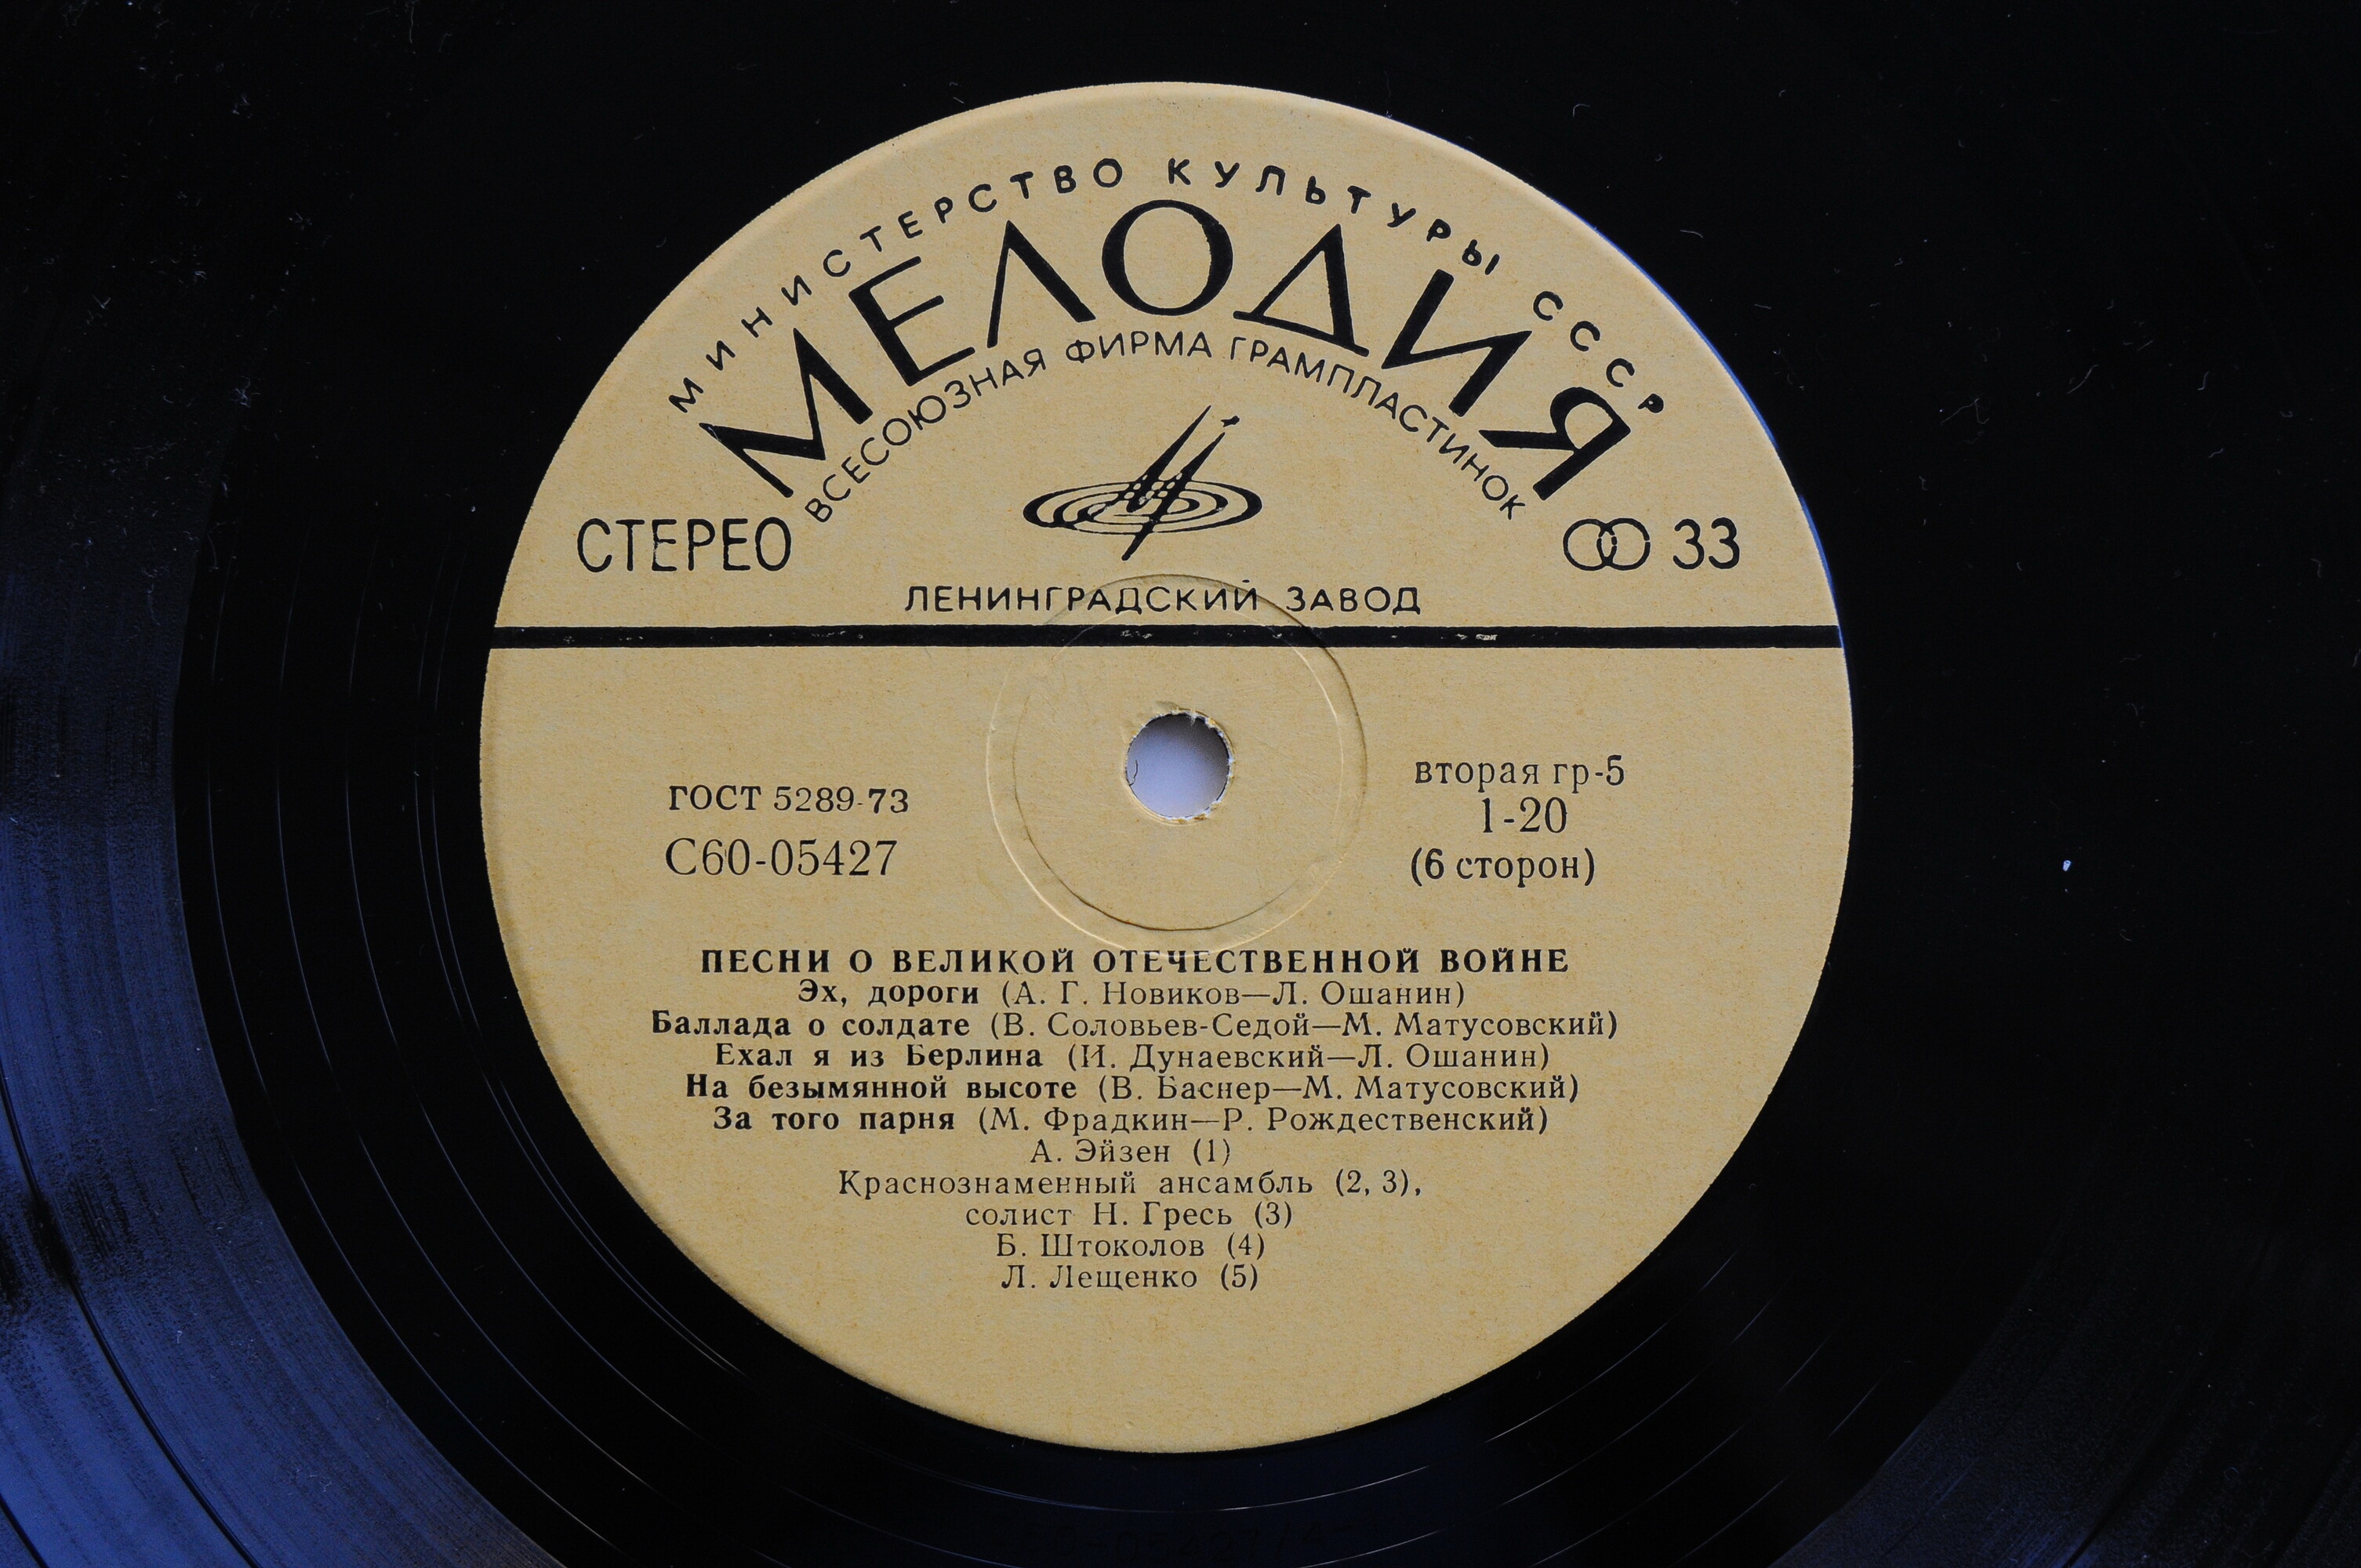 МИНИСТЕРСТВО КУЛЬТУРЫ СССР
МЕЛОДИЯ
ВСЕСОЮЗНАЯ ФИРМА ГРАМПЛАСТИНОК
СТЕРЕО
33
ЛЕНИНГРАДСКИЙ ЗАВОД
ГОСТ 5289-73
С60-05427
вторая гр-5
1-20
(6 сторон)
ПЕСНИ О ВЕЛИКОЙ ОТЕЧЕСТВЕННОЙ ВОЙНЕ
Эх, дороги (А. Г. Новиков—Л. Ошанин)
Баллада о солдате (В. Соловьев-Седой—М. Матусовский)
Ехал я из Берлина (И. Дунаевский—Л. Ошанин)
На безымянной высоте (В. Баснер—М. Матусовский)
За того парня (М. Фрадкин—Р. Рождественский)
А. Эйзен (1)
Краснознаменный ансамбль (2, 3),
солист Н. Гресь (3)
Б. Штоколов (4)
Л. Лещенко (5)